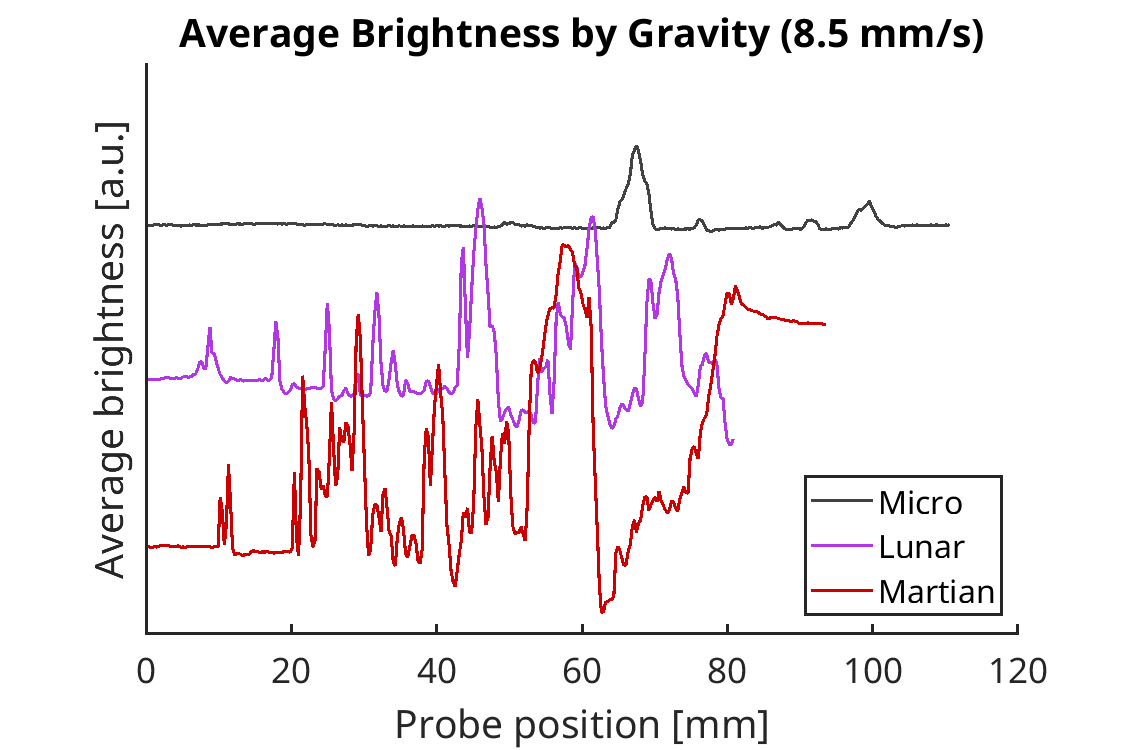 Average Brightness by Gravity (8.5 mm/s)
Average brightness [a.u.]
Micro
Lunar
Martian
0 20 40 60 80 100 120
Probe position [mm]